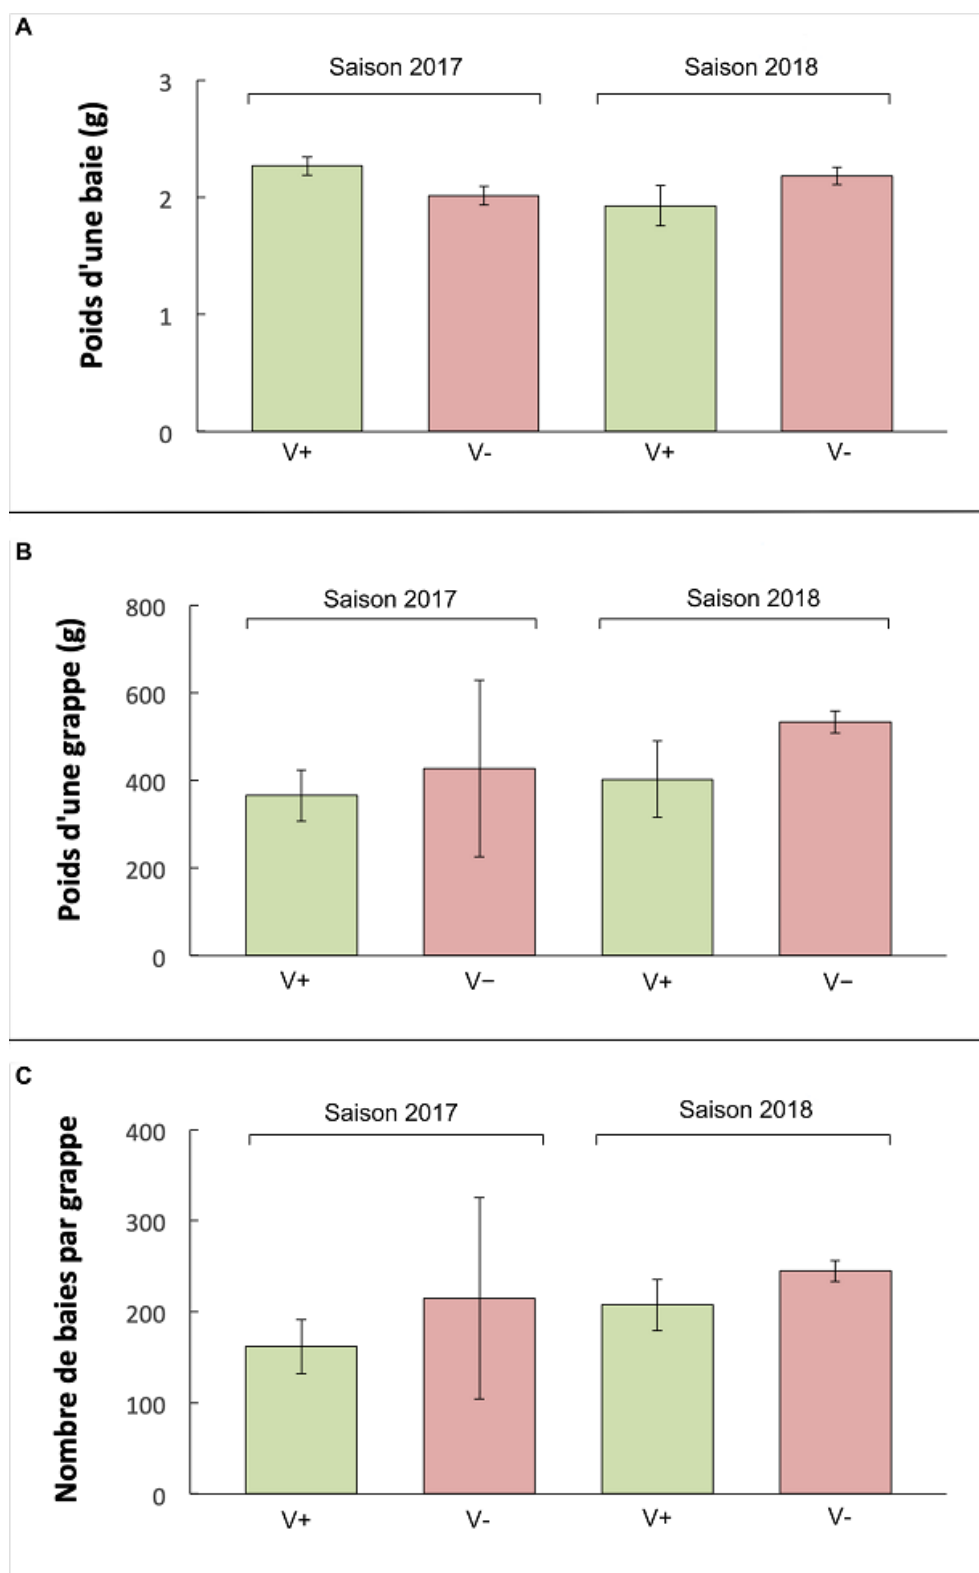 A
Saison 2017 Saison 2018
Poids d'une baie (g)
3
2
1
0
V+ V- V+ V-
B
Saison 2017 Saison 2018
Poids d'une grappe (g)
800
600
400
200
0
V+ V− V+ V−
C
Saison 2017 Saison 2018
Nombre de baies par grappe
400
300
200
100
0
V+ V- V+ V-